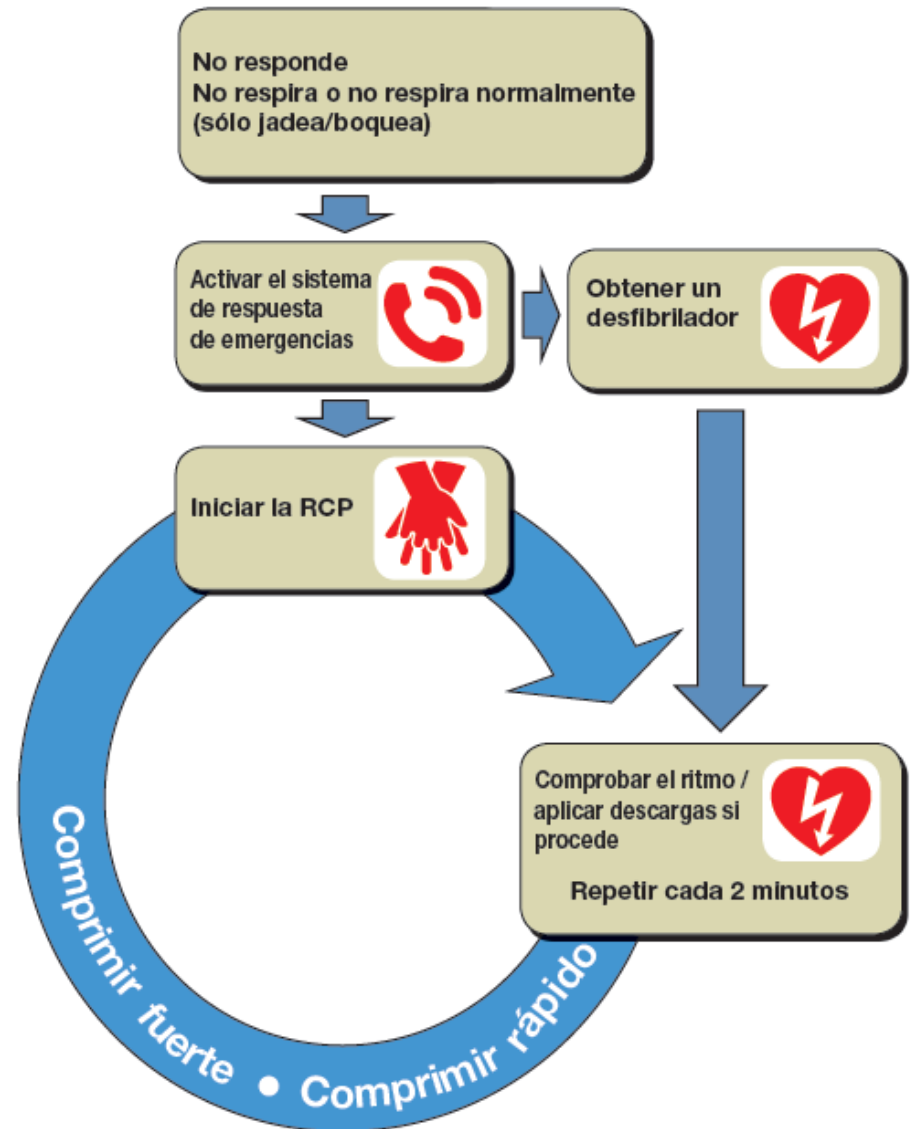 No responde
No respira o no respira normalmente
(sólo jadea/boquea)
Activar el sistema
de respuesta
de emergencias
Obtener un
desfibrilador
Iniciar la RCP
Comprobar el ritmo /
aplicar descargas si
procede
Repetir cada 2 minutos
Comprimir fuerte • Comprimir rápido